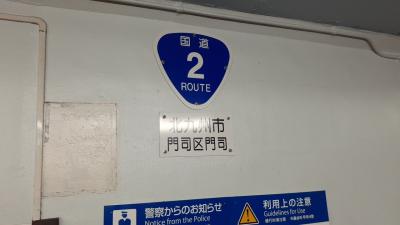 国道
2
ROUTE
北九州市
門司区門司
警察からのお知らせ
Notice from the Police
利用上の注意
Guidelines for Use